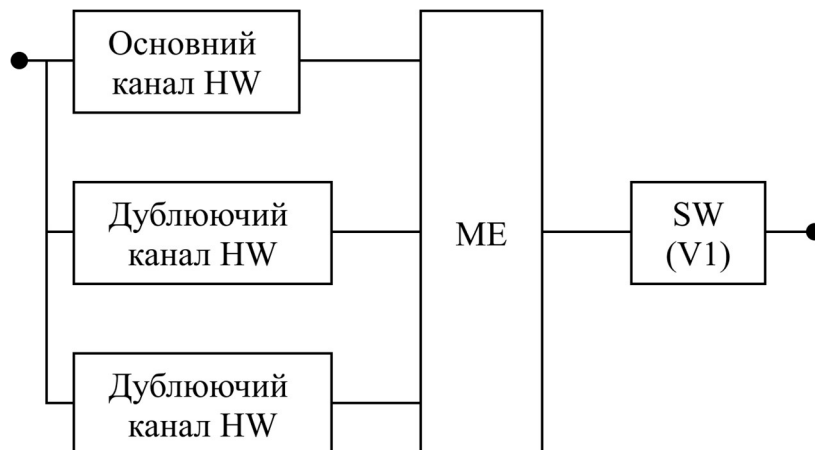 Основний
канал HW
Дублюючий
канал HW
ME
SW
(V1)
Дублюючий
канал HW